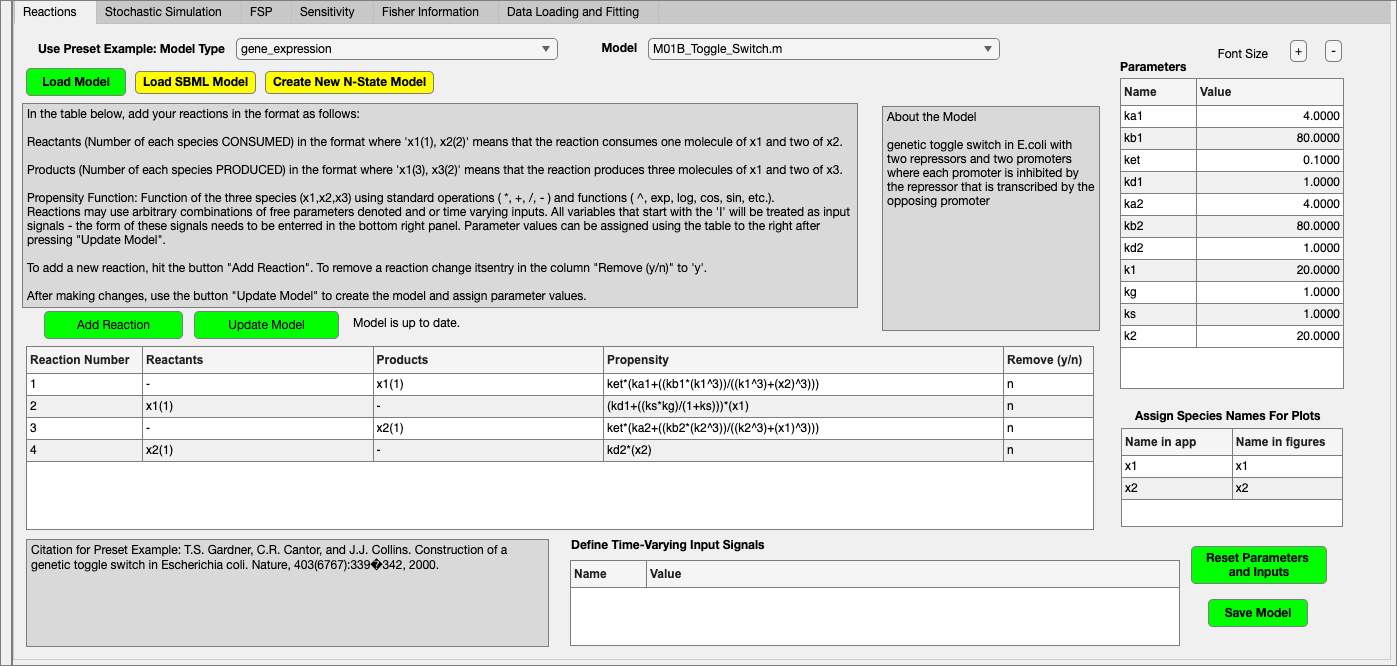 Reactions
Stochastic Simulation
FSP
Sensitivity
Fisher Information
Data Loading and Fitting
Use Preset Example: Model Type
gene_expression
Model
M01B_Toggle_Switch.m
Font Size
+
-
Load Model
Load SBML Model
Create New N-State Model
In the table below, add your reactions in the format as follows:
Reactants (Number of each species CONSUMED) in the format where 'x1(1), x2(2)' means that the reaction consumes one molecule of x1 and two of x2.
Products (Number of each species PRODUCED) in the format where 'x1(3), x3(2)' means that the reaction produces three molecules of x1 and two of x3.
Propensity Function: Function of the three species (x1,x2,x3) using standard operations ( *, +, /, - ) and functions ( ^, exp, log, cos, sin, etc.).
Reactions may use arbitrary combinations of free parameters denoted and or time varying inputs. All variables that start with the 'I' will be treated as input
signals - the form of these signals needs to be enterred in the bottom right panel. Parameter values can be assigned using the table to the right after
pressing "Update Model".
To add a new reaction, hit the button "Add Reaction". To remove a reaction change itsentry in the column "Remove (y/n)" to 'y'.
After making changes, use the button "Update Model" to create the model and assign parameter values.
About the Model
genetic toggle switch in E.coli with
two repressors and two promoters
where each promoter is inhibited by
the repressor that is transcribed by the
opposing promoter
Parameters
Name Value
ka1 4.0000
kb1 80.0000
ket 0.1000
kd1 1.0000
ka2 4.0000
kb2 80.0000
kd2 1.0000
k1 20.0000
kg 1.0000
ks 1.0000
k2 20.0000
Add Reaction
Update Model
Model is up to date.
Reaction Number Reactants Products Propensity Remove (y/n)
1 - x1(1) ket*(ka1+((kb1*(k1^3))/((k1^3)+(x2)^3))) n
2 x1(1) - (kd1+((ks*kg)/(1+ks)))*(x1) n
3 - x2(1) ket*(ka2+((kb2*(k2^3))/((k2^3)+(x1)^3))) n
4 x2(1) - kd2*(x2) n
Assign Species Names For Plots
Name in app Name in figures
x1 x1
x2 x2
Citation for Preset Example: T.S. Gardner, C.R. Cantor, and J.J. Collins. Construction of a
genetic toggle switch in Escherichia coli. Nature, 403(6767):339�342, 2000.
Define Time-Varying Input Signals
Name Value
Reset Parameters
and Inputs
Save Model